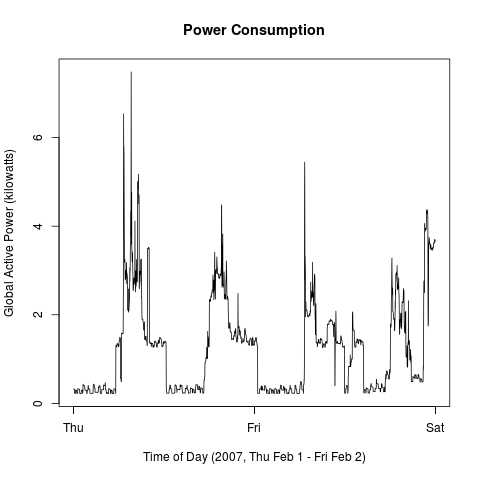 Power Consumption
Global Active Power (kilowatts)
6
4
2
0
Thu Fri Sat
Time of Day (2007, Thu Feb 1 - Fri Feb 2)